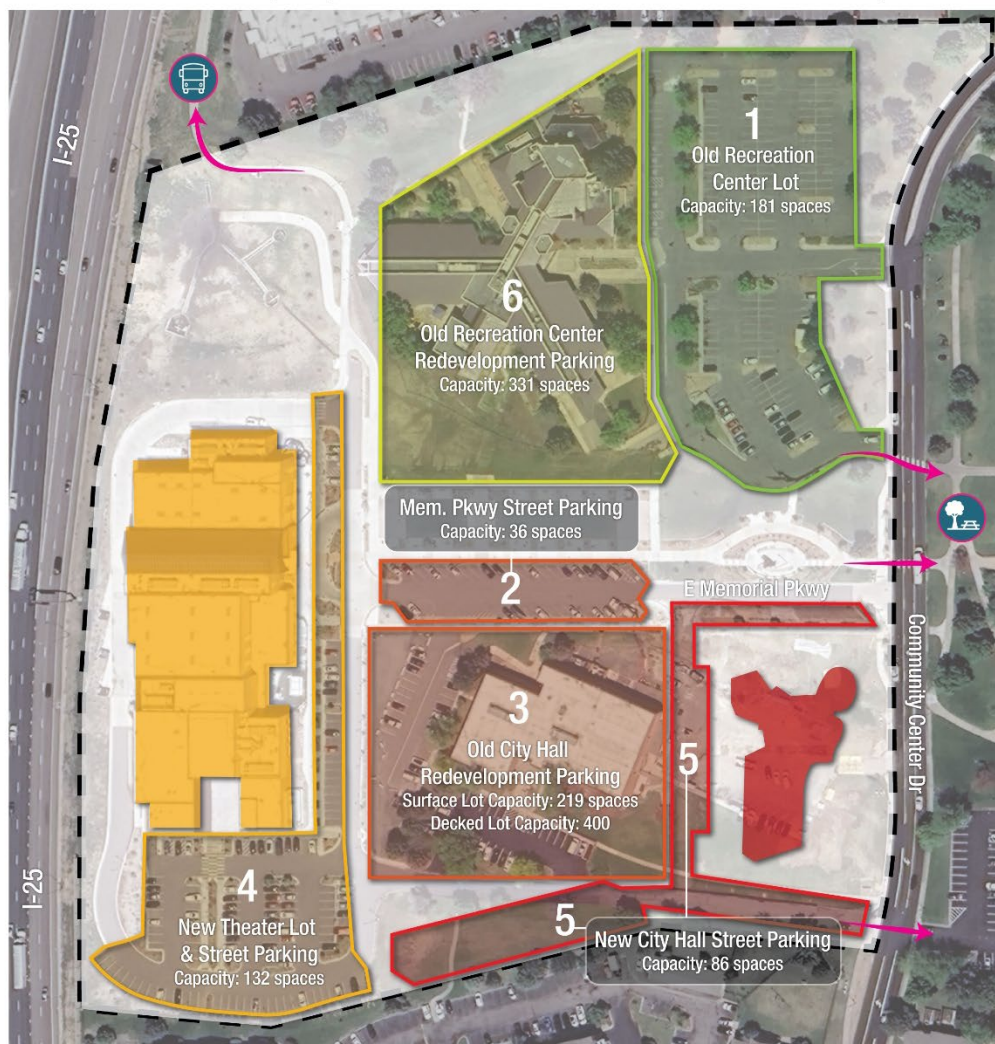 I-25
1
Old Recreation
Center Lot
Capacity: 181 spaces
6
Old Recreation Center
Redevelopment Parking
Capacity: 331 spaces
Mem. Pkwy Street Parking
Capacity: 36 spaces
2
E Memorial Pkwy
Community Center Dr
3
Old City Hall
Redevelopment Parking
Surface Lot Capacity: 219 spaces
Decked Lot Capacity: 400
5
I-25
4
New Theater Lot
& Street Parking
Capacity: 132 spaces
5
New City Hall Street Parking
Capacity: 86 spaces